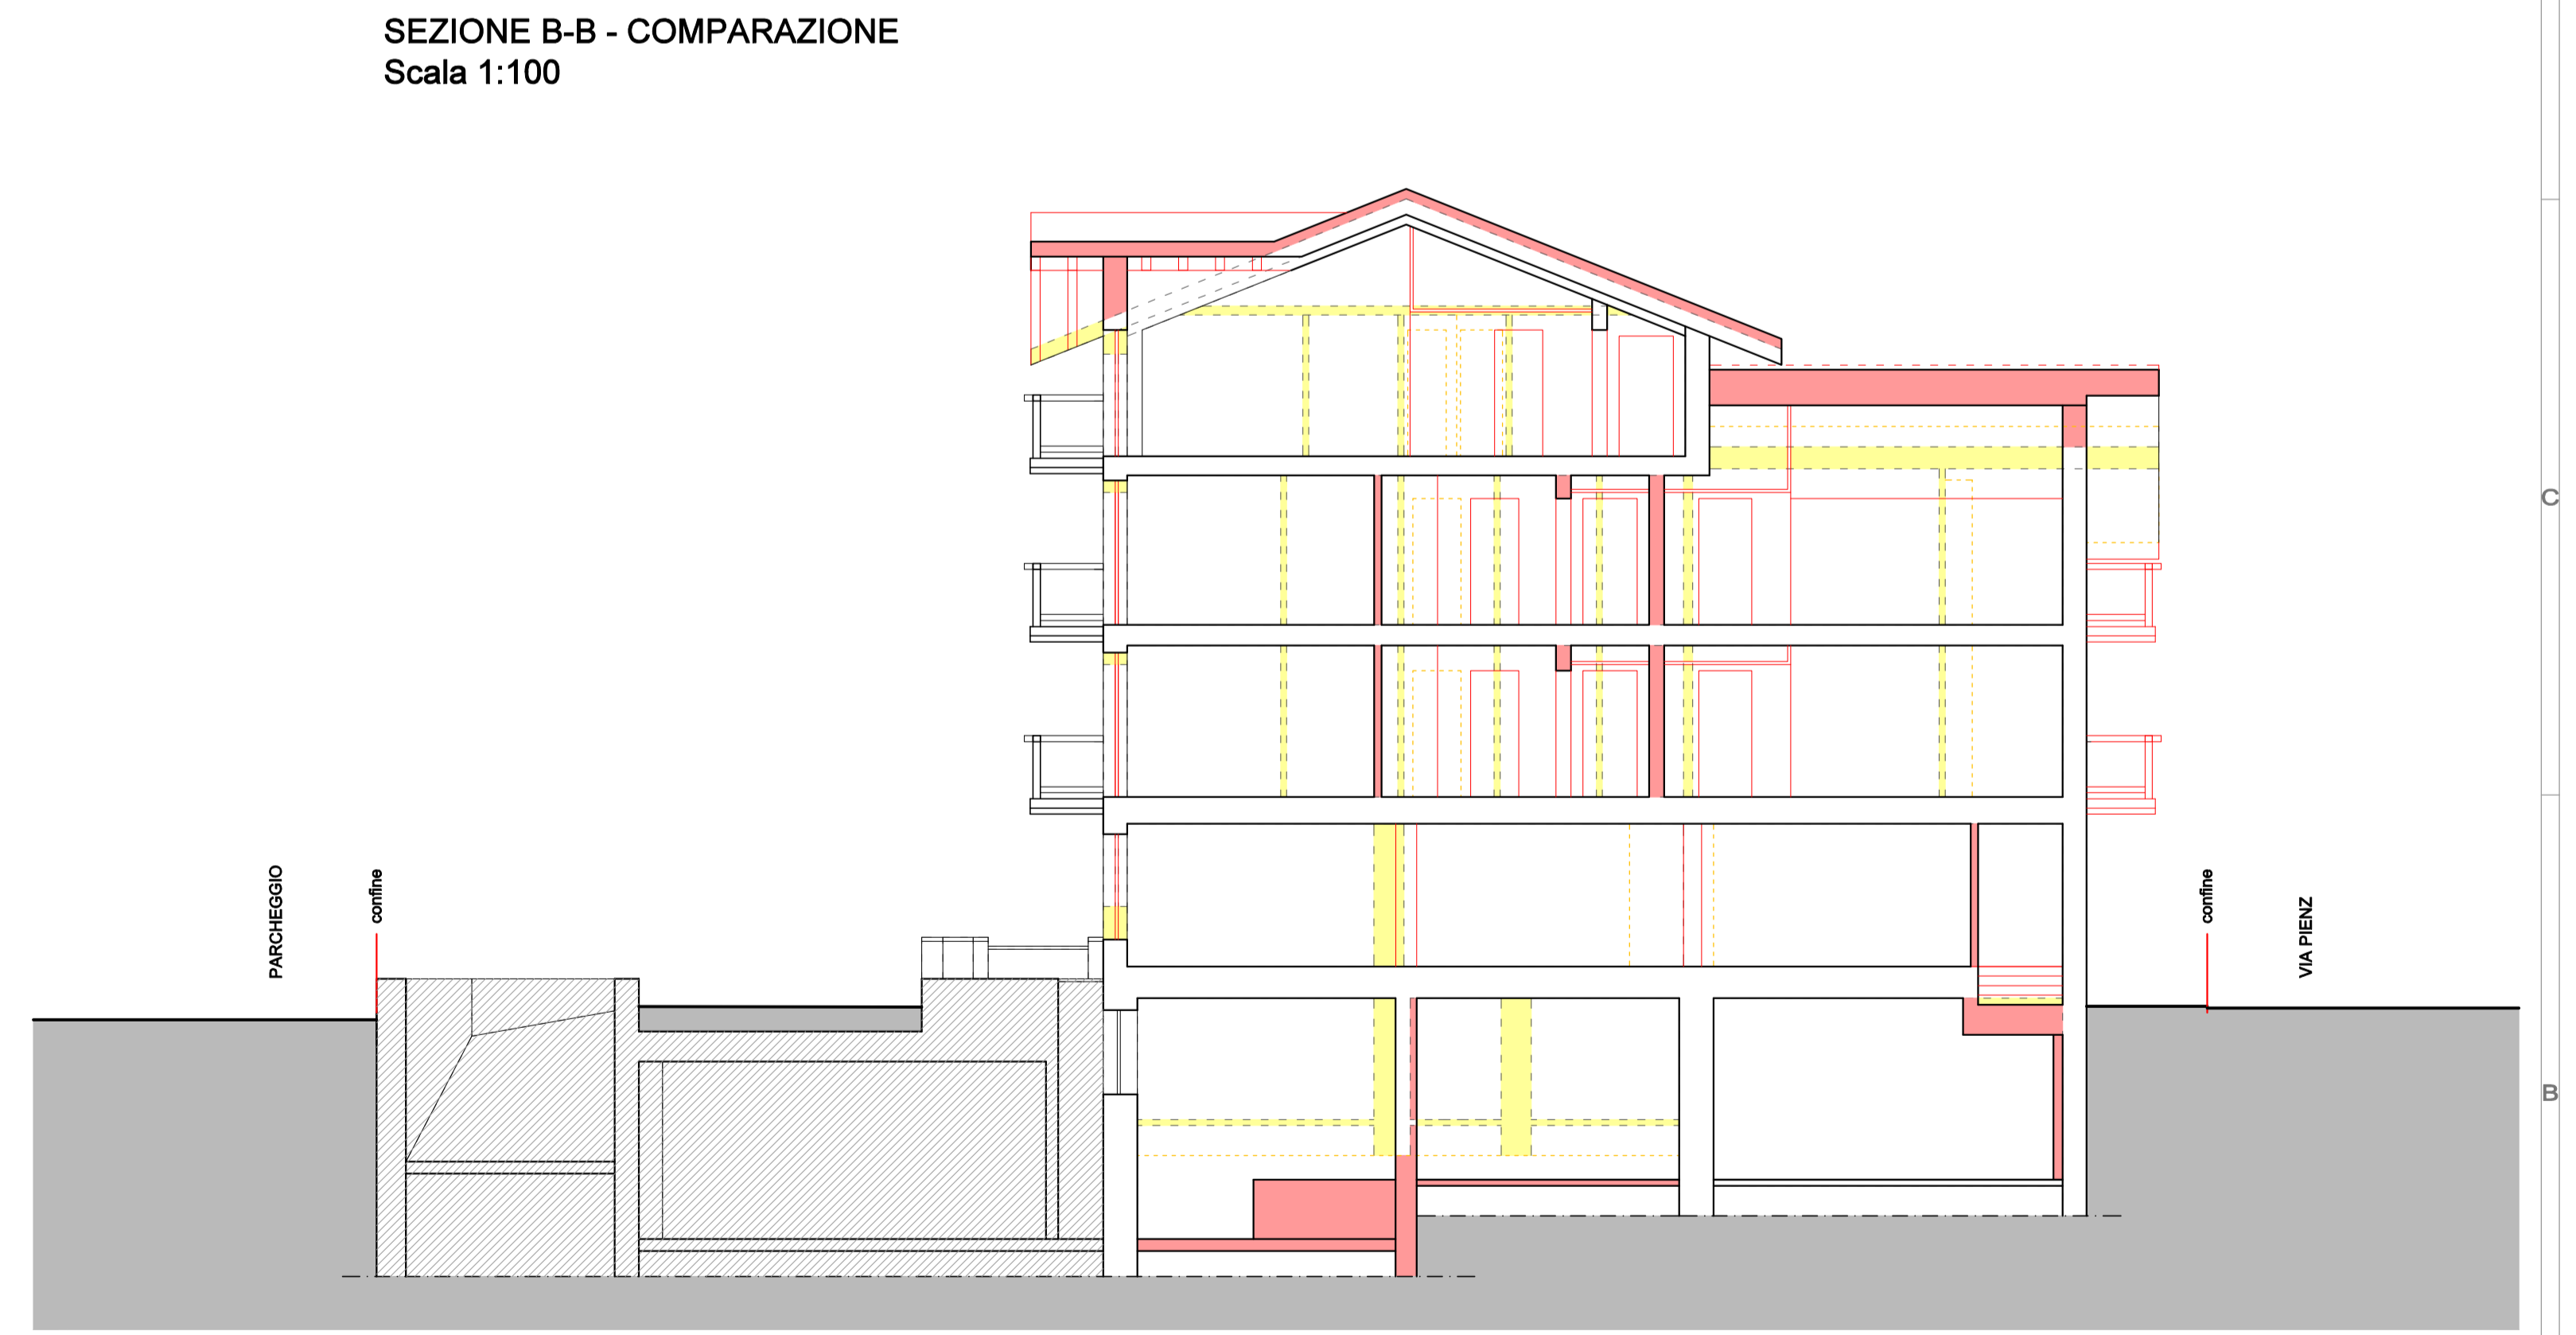 SEZIONE B-B - COMPARAZIONE
Scala 1:100
C
PARCHEGGIO
confine
confine
VIA PIENZ
B